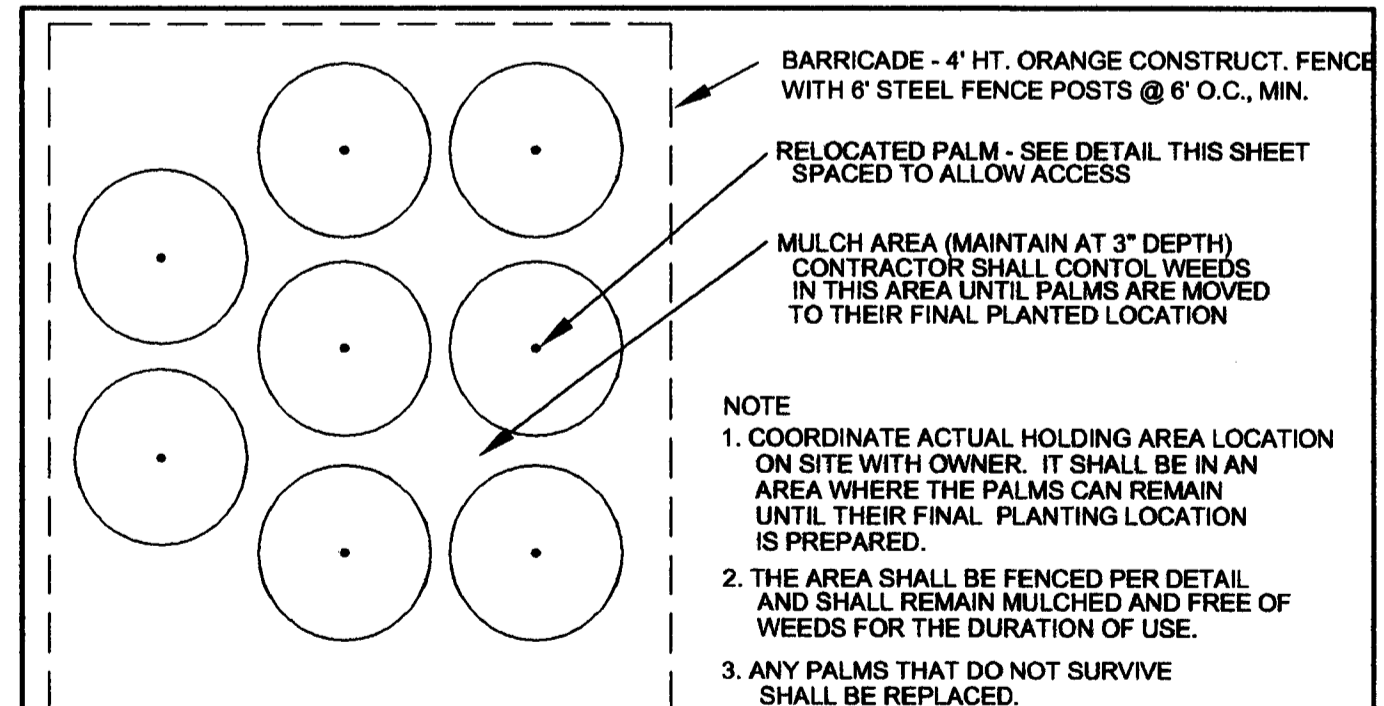 BARRICADE - 4' HT. ORANGE CONSTRUCT. FENCE
WITH 6' STEEL FENCE POSTS @ 6' O.C., MIN.
RELOCATED PALM - SEE DETAIL THIS SHEET
SPACED TO ALLOW ACCESS
MULCH AREA (MAINTAIN AT 3" DEPTH)
CONTRACTOR SHALL CONTOL WEEDS
IN THIS AREA UNTIL PALMS ARE MOVED
TO THEIR FINAL PLANTED LOCATION
NOTE
1. COORDINATE ACTUAL HOLDING AREA LOCATION
ON SITE WITH OWNER. IT SHALL BE IN AN
AREA WHERE THE PALMS CAN REMAIN
UNTIL THEIR FINAL PLANTING LOCATION
IS PREPARED.
2. THE AREA SHALL BE FENCED PER DETAIL
AND SHALL REMAIN MULCHED AND FREE OF
WEEDS FOR THE DURATION OF USE.
3. ANY PALMS THAT DO NOT SURVIVE
SHALL BE REPLACED.